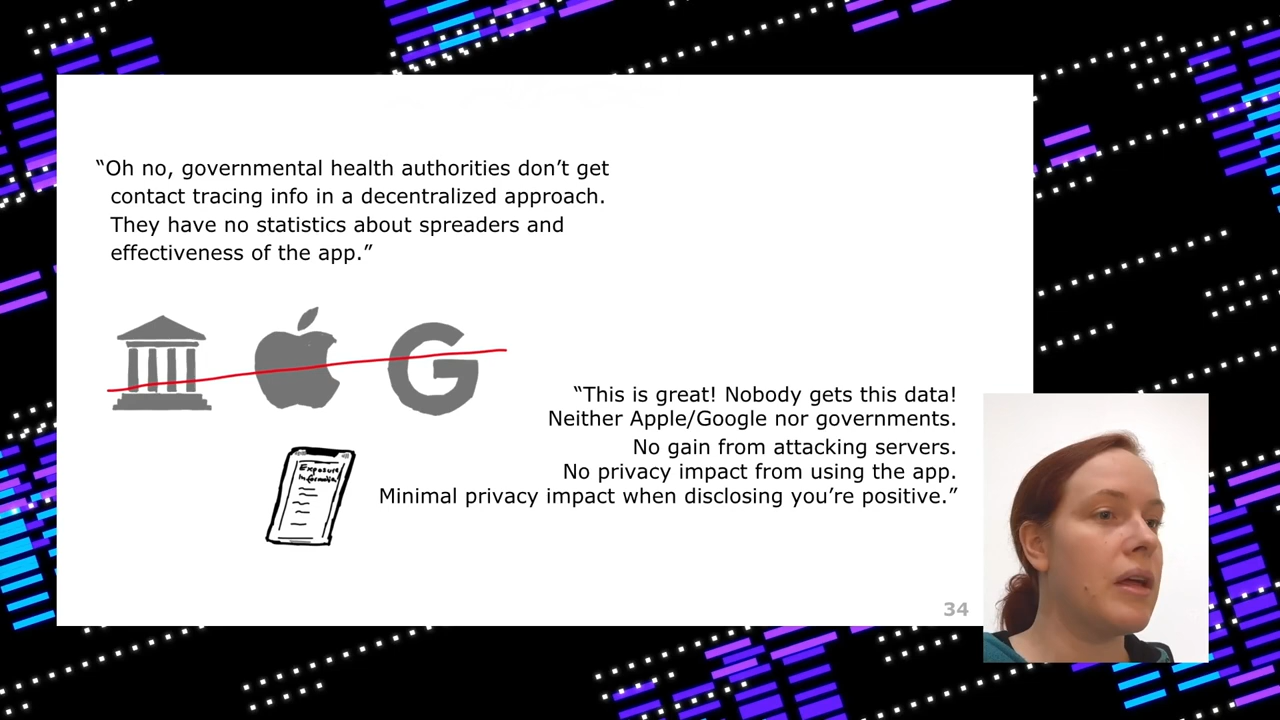 “Oh no, governmental health authorities don’t get
contact tracing info in a decentralized approach.
They have no statistics about spreaders and
effectiveness of the app.”
“This is great! Nobody gets this data!
Neither Apple/Google nor governments.
No gain from attacking servers.
No privacy impact from using the app.
Minimal privacy impact when disclosing you’re positive.”
Exposure
Information
34